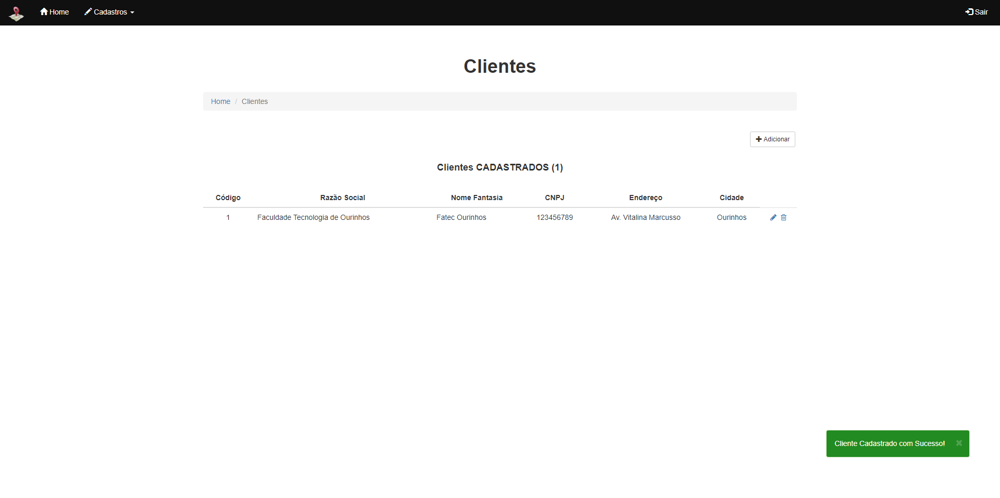 Home Cadastros Sair
Clientes
Home / Clientes
Adicionar
Clientes CADASTRADOS (1)
Código Razão Social Nome Fantasia CNPJ Endereço Cidade
1 Faculdade Tecnologia de Ourinhos Fatec Ourinhos 123456789 Av. Vitalina Marcusso Ourinhos
Cliente Cadastrado com Sucesso!